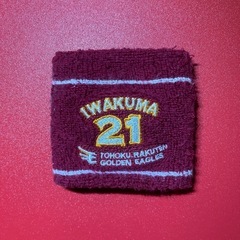 IWAKUMA
21
TOHOKU.RAKUTEN
GOLDEN EAGLES